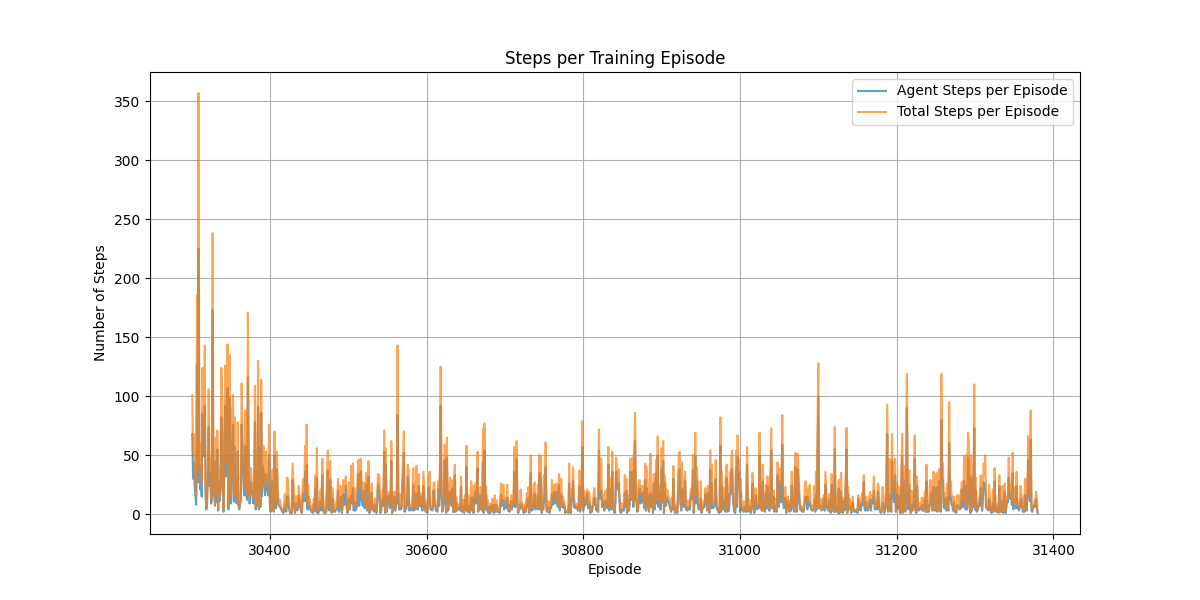 Steps per Training Episode
Agent Steps per Episode
Total Steps per Episode
Number of Steps
350
300
250
200
150
100
50
0
30400 30600 30800 31000 31200 31400
Episode